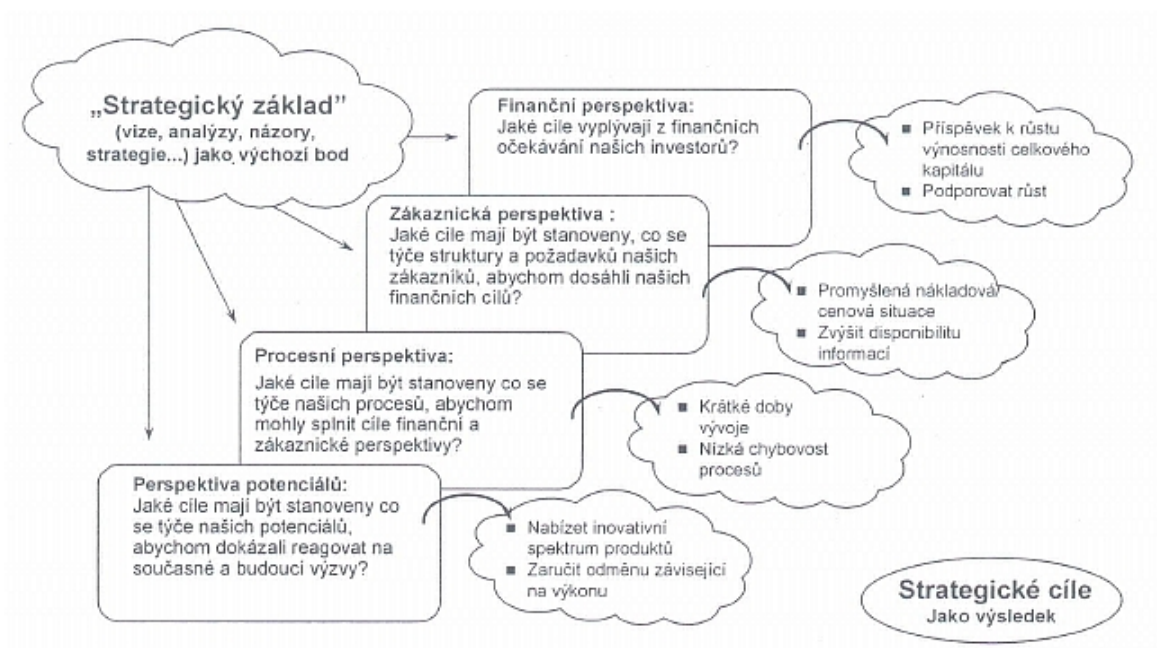 „Strategický základ”
(vize, analýzy, názory,
strategie...) jako výchozí bod
Finanční perspektiva:
Jaké cíle vyplývají z finančních
očekávání našich investorů?
Příspěvek k růstu
výnosnosti celkového
kapitálu
Podporovat růst
Zákaznická perspektiva :
Jaké cíle mají být stanoveny, co se
týče struktury a požadavků našich
zákazníků, abychom dosáhli našich
finančních cílů?
Promyšlená nákladová/
cenová situace
Zvýšit disponibilitu
informací
Procesní perspektiva:
Jaké cíle mají být stanoveny co se
týče našich procesů, abychom
mohly splnit cíle finanční a
zákaznické perspektivy?
Krátké doby
vývoje
Nízká chybovost
procesů
Perspektiva potenciálů:
Jaké cíle mají být stanoveny co
se týče našich potenciálů,
abychom dokázali reagovat na
současné a budoucí výzvy?
Nabízet inovativní
spektrum produktů
Zaručit odměnu závisející
na výkonu
Strategické cíle
Jako výsledek